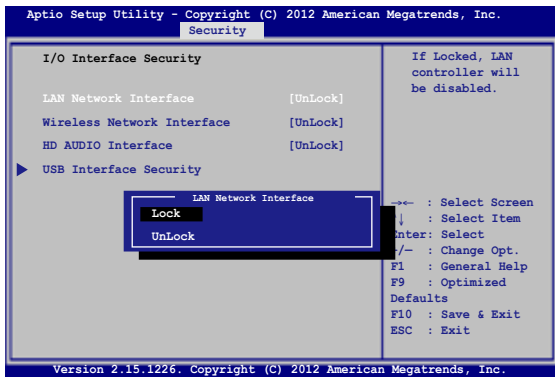 Aptio Setup Utility - Copyright (C) 2012 American Megatrends, Inc.
Security
I/O Interface Security
LAN Network Interface [UnLock]
Wireless Network Interface [UnLock]
HD AUDIO Interface [UnLock]
USB Interface Security
If Locked, LAN
controller will
be disabled.
LAN Network Interface
Lock
UnLock
→← : Select Screen
↓ : Select Item
Enter: Select
/— : Change Opt.
F1 : General Help
F9 : Optimized
Defaults
F10 : Save & Exit
ESC : Exit
Version 2.15.1226. Copyright (C) 2012 American Megatrends, Inc.